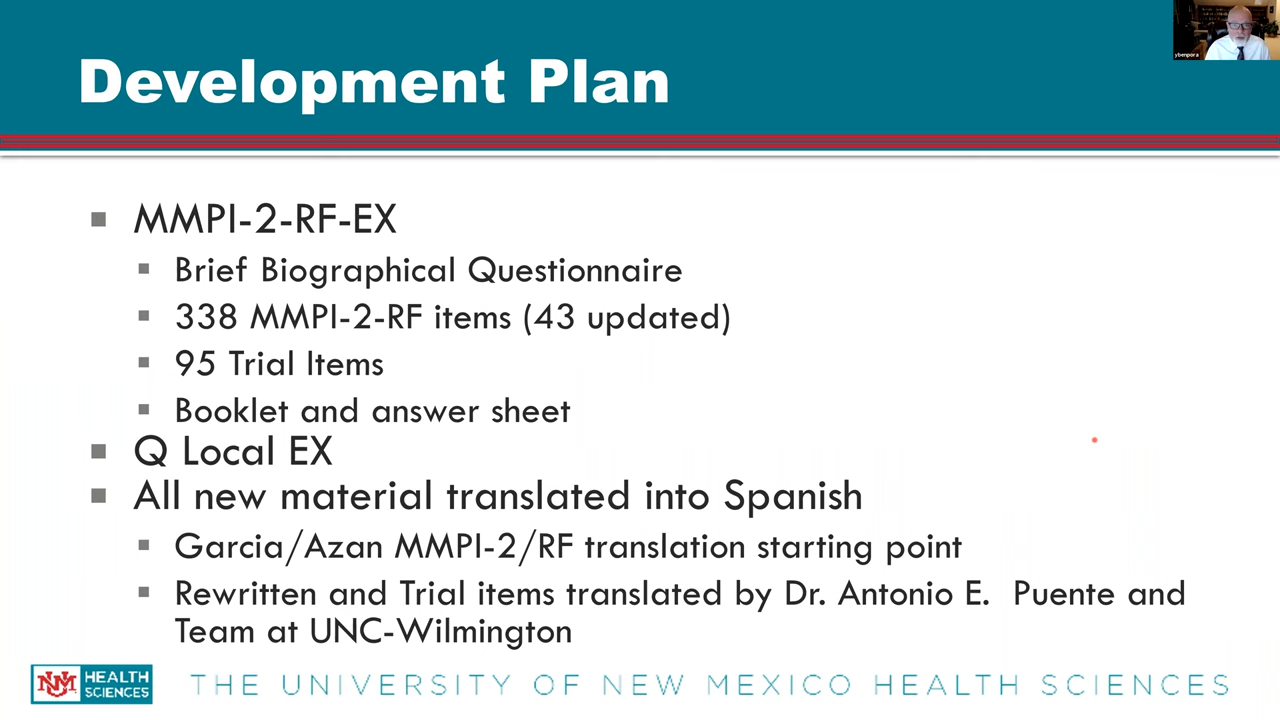 Development Plan
ybenpora
MMPI-2-RF-EX
Brief Biographical Questionnaire
338 MMPI-2-RF items (43 updated)
95 Trial Items
Booklet and answer sheet
Q Local EX
All new material translated into Spanish
Garcia/Azan MMPI-2/RF translation starting point
Rewritten and Trial items translated by Dr. Antonio E. Puente and
Team at UNC-Wilmington
UNM HEALTH
SCIENCES
THE UNIVERSITY OF NEW MEXICO HEALTH SCIENCES